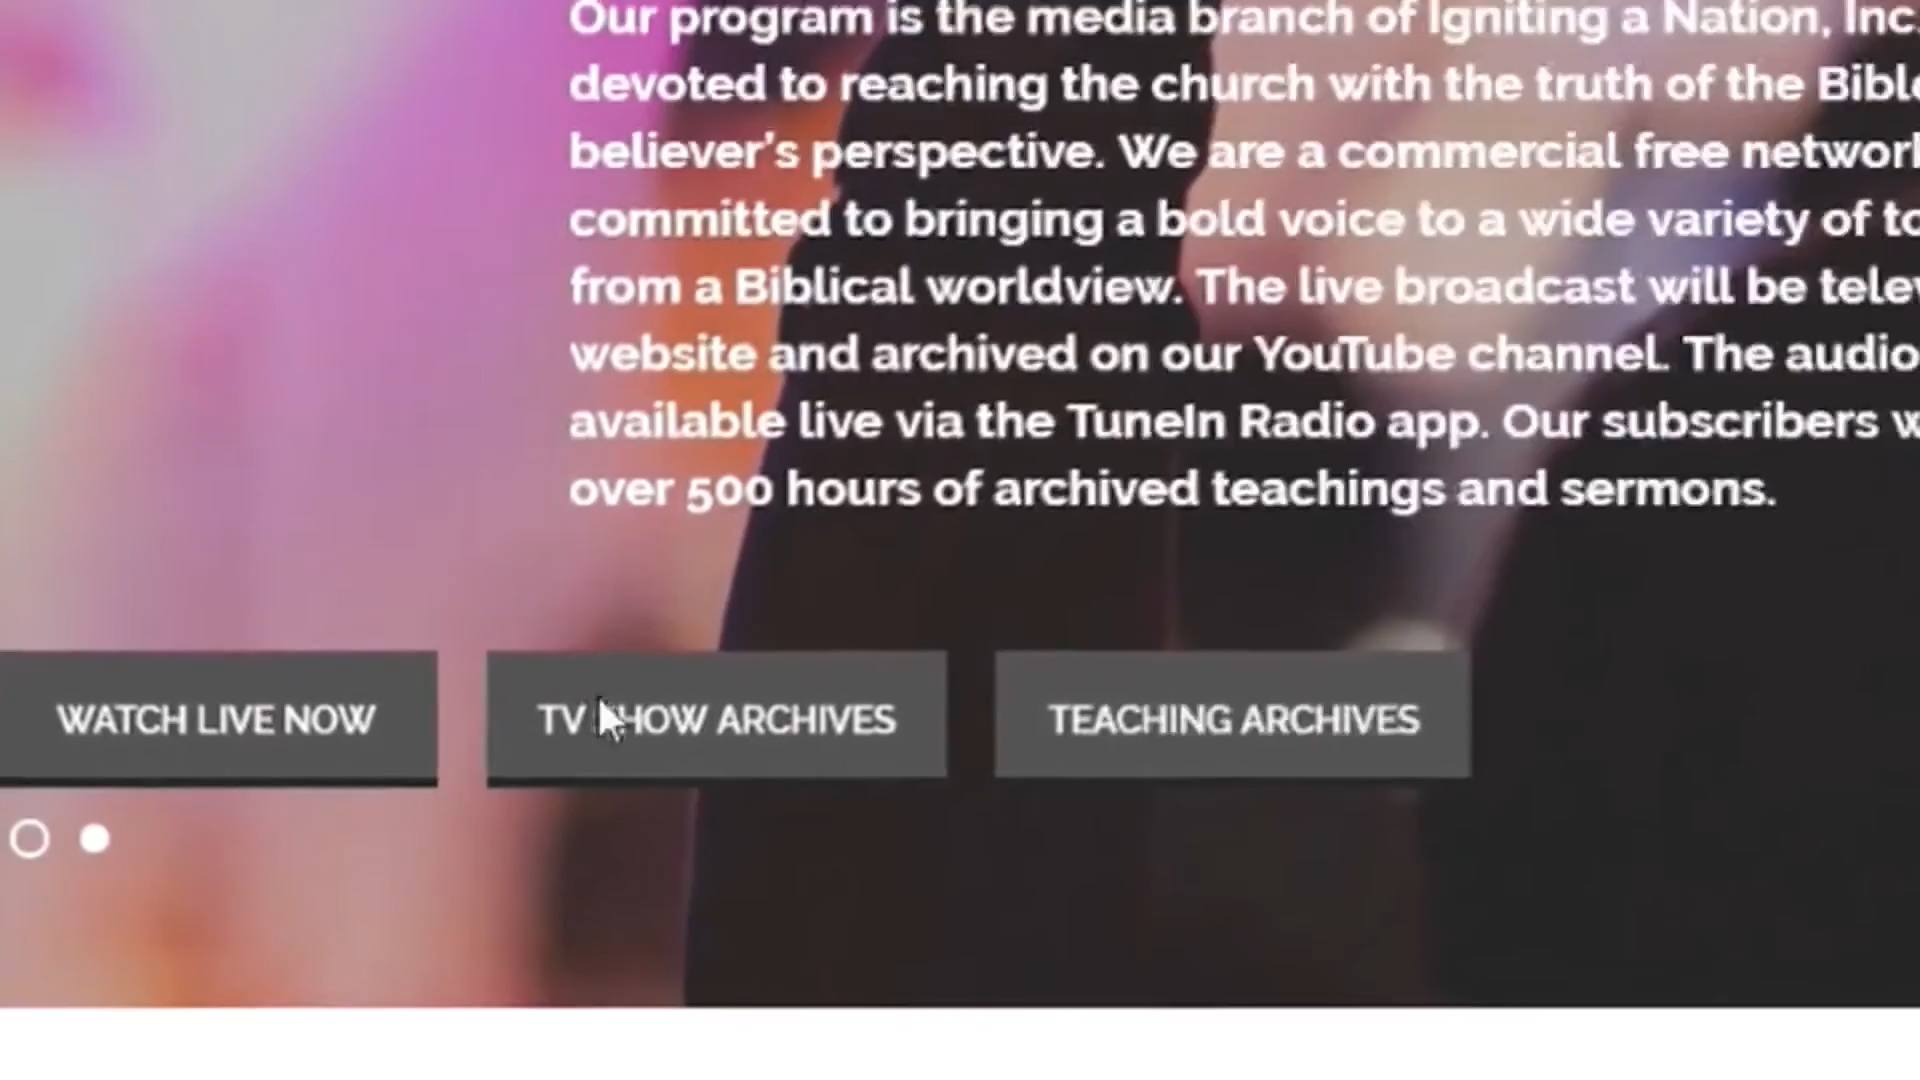 Our program is the media branch of Igniting a Nation, Inc.
devoted to reaching the church with the truth of the Bible
believer's perspective. We are a commercial free network
committed to bringing a bold voice to a wide variety of
from a Biblical worldview. The live broadcast will be
website and archived on our YouTube channel. The audio
available live via the TuneIn Radio app. Our subscribers
over 500 hours of archived teachings and sermons.
WATCH LIVE NOW
TV SHOW ARCHIVES
TEACHING ARCHIVES